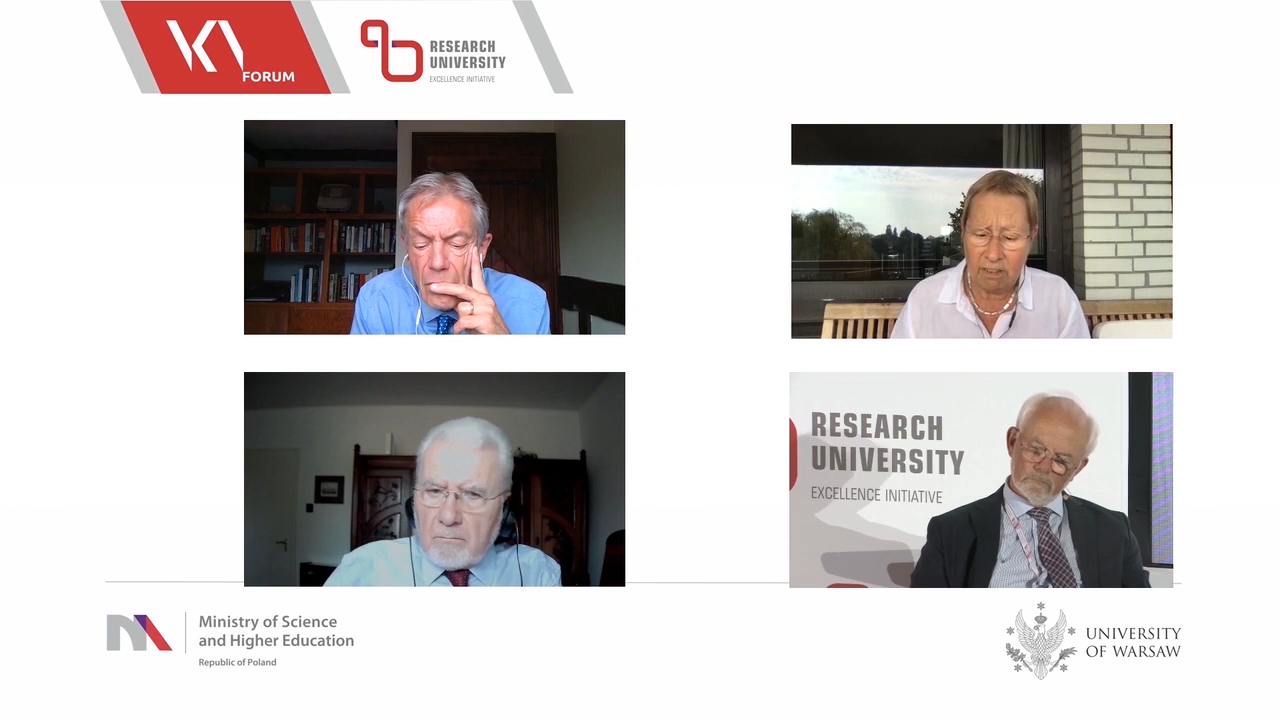 FORUM
RESEARCH
UNIVERSITY
EXCELLENCE INITIATIVE
RESEARCH
UNIVERSITY
EXCELLENCE INITIATIVE
Ministry of Science
and Higher Education
Republic of Poland
UNIVERSITY
OF WARSAW